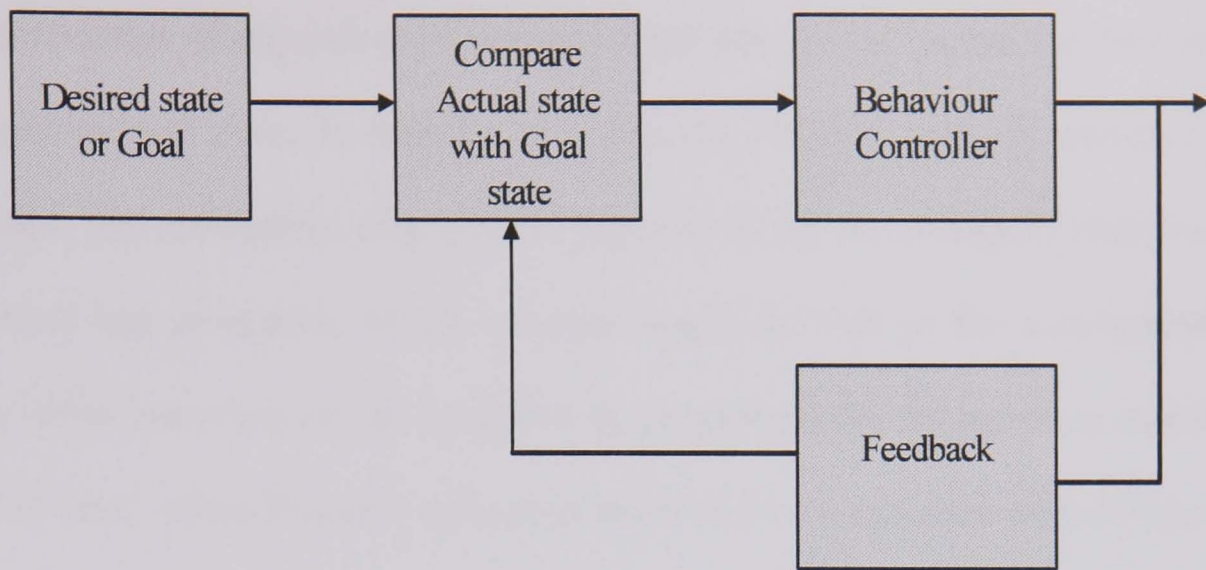 Desired state
or Goal
Compare
Actual state
with Goal
state
Behaviour
Controller
Feedback